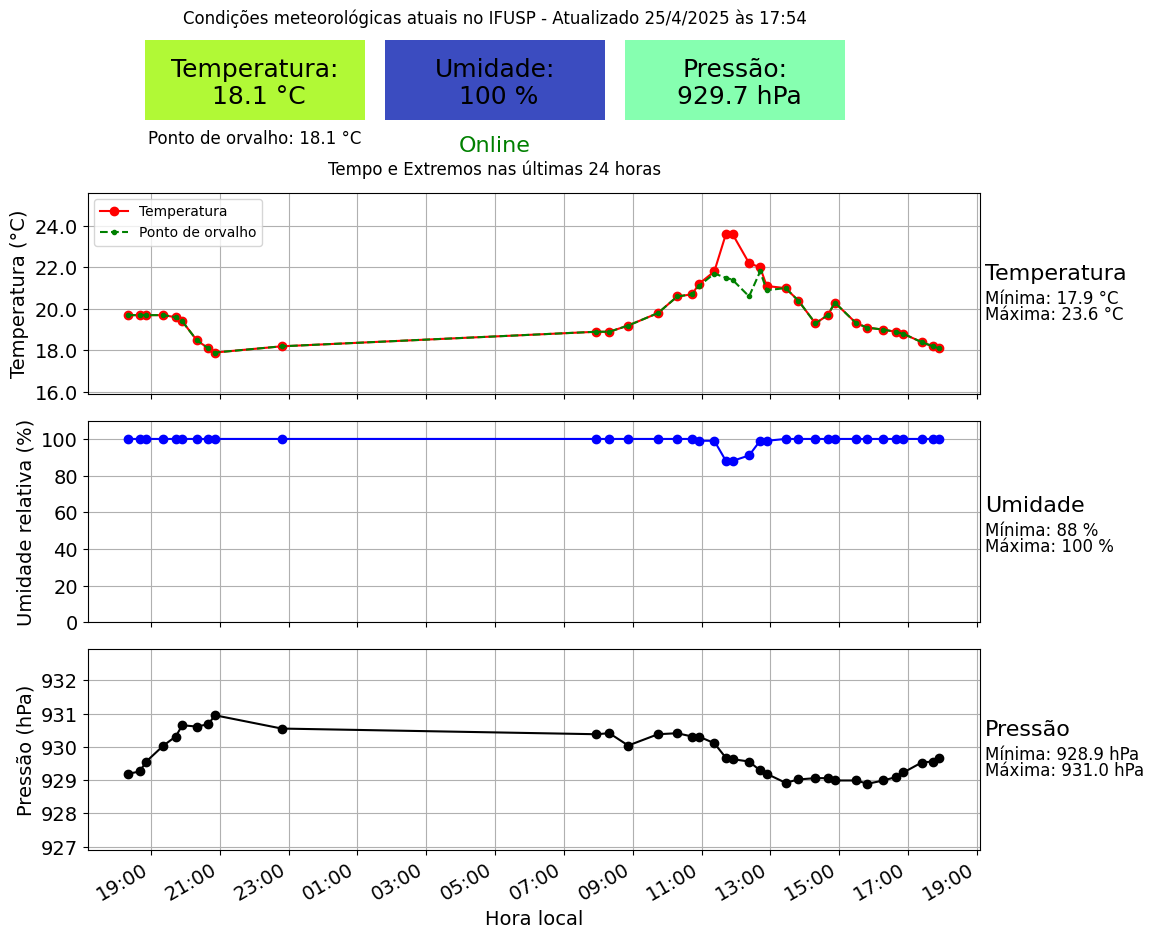 Condições meteorológicas atuais no IFUSP - Atualizado 25/4/2025 às 17:54
Temperatura:
18.1 °C
Umidade:
100 %
Pressão:
929.7 hPa
Ponto de orvalho: 18.1 °C
Online
Tempo e Extremos nas últimas 24 horas
Temperatura (°C)
24.0
22.0
20.0
18.0
16.0
Temperatura
Ponto de orvalho
Temperatura
Mínima: 17.9 °C
Máxima: 23.6 °C
Umidade relativa (%)
100
80
60
40
20
0
Umidade
Mínima: 88 %
Máxima: 100 %
Pressão (hPa)
932
931
930
929
928
927
Pressão
Mínima: 928.9 hPa
Máxima: 931.0 hPa
19:00
21:00
23:00
01:00
03:00
05:00
07:00
09:00
11:00
13:00
15:00
17:00
19:00
Hora local